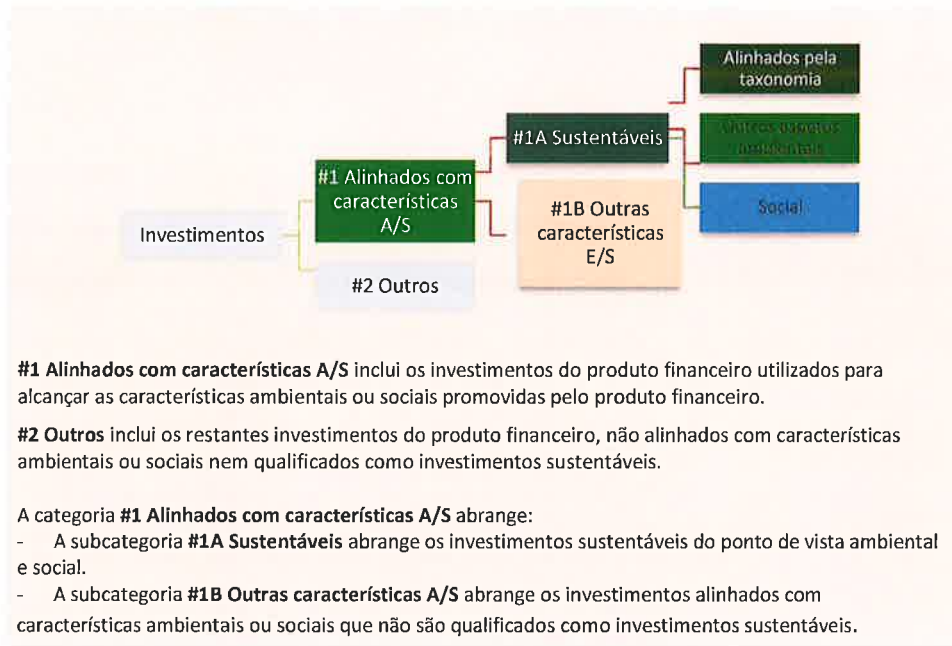 Alinhados pela
taxonomia
#1A Sustentáveis
Outros aspetos
ambientais
#1 Alinhados com
características
A/S
#1B Outras
características
E/S
Social
Investimentos
#2 Outros
#1 Alinhados com características A/S inclui os investimentos do produto financeiro utilizados para
alcançar as características ambientais ou sociais promovidas pelo produto financeiro.
#2 Outros inclui os restantes investimentos do produto financeiro, não alinhados com características
ambientais ou sociais nem qualificados como investimentos sustentáveis.
A categoria #1 Alinhados com características A/S abrange:
- A subcategoria #1A Sustentáveis abrange os investimentos sustentáveis do ponto de vista ambiental
e social.
- A subcategoria #1B Outras características A/S abrange os investimentos alinhados com
características ambientais ou sociais que não são qualificados como investimentos sustentáveis.